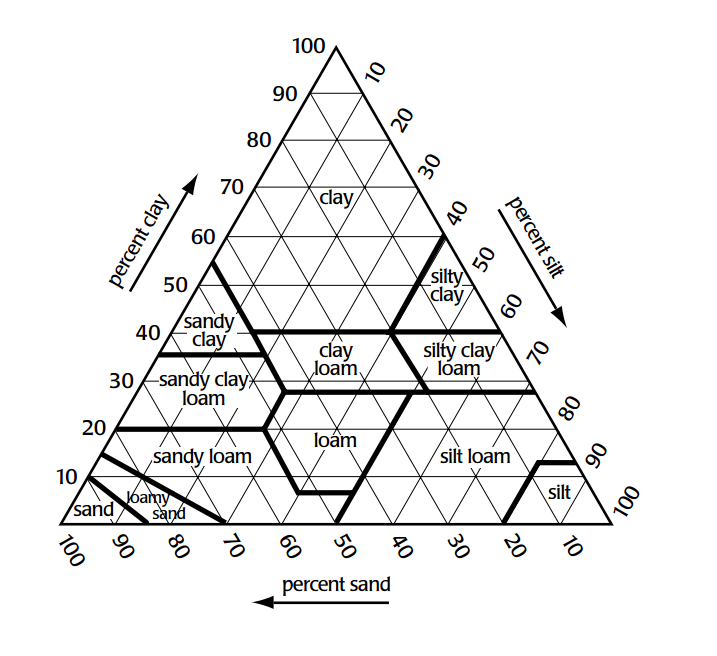 100
10
90
20
80
30
70
clay
40
60
percent clay
percent silt
50
silty
clay
50
60
sandy
clay
40
clay
loam
silty clay
loam
70
sandy clay
loam
30
80
20
loam
sandy loam
silt loam
90
10
silt
sand
loamy
sand
100
100
90
80
70
60
50
40
30
20
10
percent sand